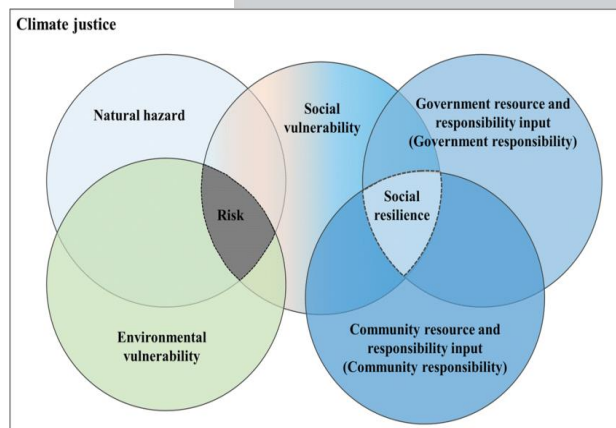 Climate justice
Natural hazard
Social
vulnerability
Government resource and
responsibility input
(Government responsibility)
Risk
Social
resilience
Environmental
vulnerability
Community resource and
responsibility input
(Community responsibility)